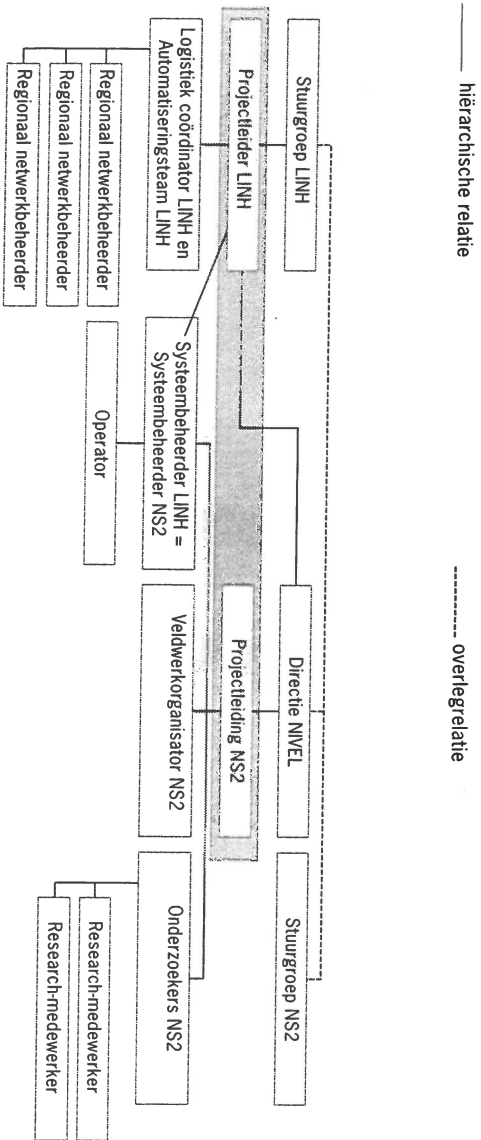 hiërarchische relatie
overlegrelatie
Stuurgroep LINH
Directie NIVEL
Stuurgroep NS2
Projectleider LINH
Projectleiding NS2
Logistiek coördinator LINH en
Automatiseringsteam LINH
Systeembeheerder LINH =
Systeembeheerder NS2
Veldwerkorganisator NS2
Onderzoekers NS2
Regionaal netwerkbeheerder
Regionaal netwerkbeheerder
Regionaal netwerkbeheerder
Operator
Research-medewerker
Research-medewerker